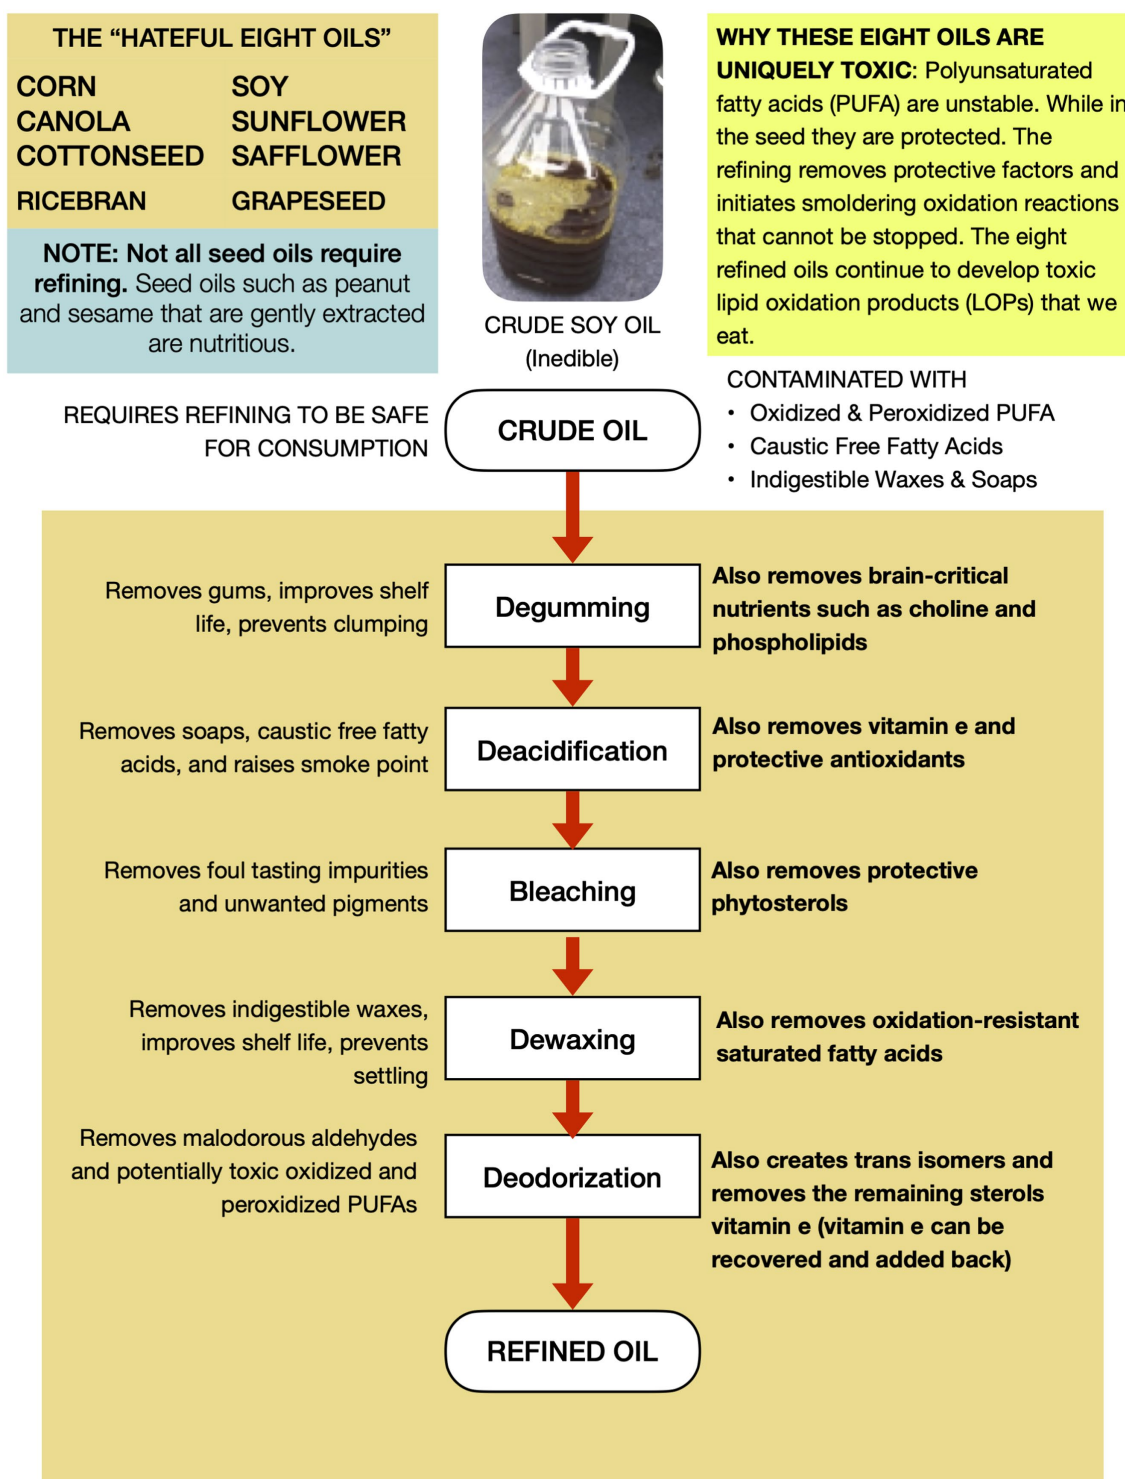 THE “HATEFUL EIGHT OILS”
CORN SOY
CANOLA SUNFLOWER
COTTONSEED SAFFLOWER
RICEBRAN GRAPESEED
NOTE: Not all seed oils require
refining. Seed oils such as peanut
and sesame that are gently extracted
are nutritious.
CRUDE SOY OIL
(Inedible)
WHY THESE EIGHT OILS ARE
UNIQUELY TOXIC: Polyunsaturated
fatty acids (PUFA) are unstable. While in
the seed they are protected. The
refining removes protective factors and
initiates smoldering oxidation reactions
that cannot be stopped. The eight
refined oils continue to develop toxic
lipid oxidation products (LOPs) that we
eat.
REQUIRES REFINING TO BE SAFE
FOR CONSUMPTION
CRUDE OIL
CONTAMINATED WITH
• Oxidized & Peroxidized PUFA
• Caustic Free Fatty Acids
• Indigestible Waxes & Soaps
Removes gums, improves shelf
life, prevents clumping
Degumming
Also removes brain-critical
nutrients such as choline and
phospholipids
Removes soaps, caustic free fatty
acids, and raises smoke point
Deacidification
Also removes vitamin e and
protective antioxidants
Removes foul tasting impurities
and unwanted pigments
Bleaching
Also removes protective
phytosterols
Removes indigestible waxes,
improves shelf life, prevents
settling
Dewaxing
Also removes oxidation-resistant
saturated fatty acids
Removes malodorous aldehydes
and potentially toxic oxidized and
peroxidized PUFAs
Deodorization
Also creates trans isomers and
removes the remaining sterols
vitamin e (vitamin e can be
recovered and added back)
REFINED OIL